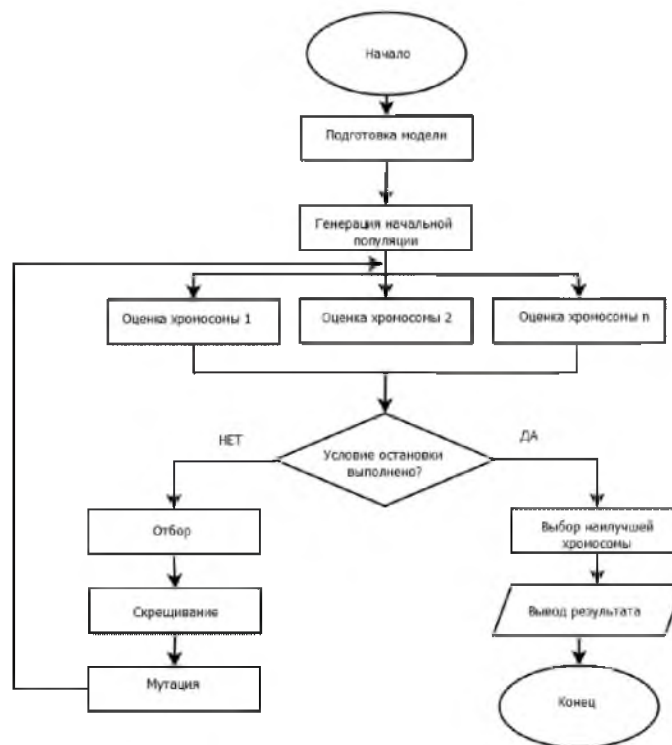 Начало
Подготовка модели
Генерация начальной
популяции
Оценка хромосомы 1
Оценка хромосомы 2
Оценка хромосомы n
НЕТ
ДА
Условие остановки
выполнено?
Отбор
Выбор наилучшей
хромосомы
Скрещивание
Вывод результата
Мутация
Конец